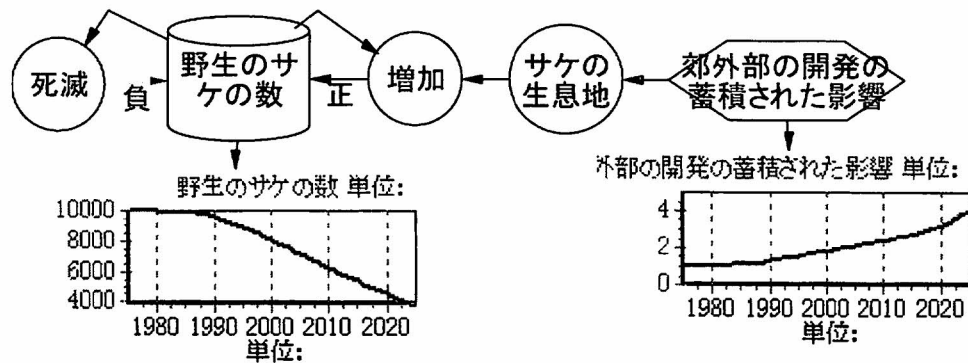 死滅
負
野生のサ
ケの数
正
増加
サケの
生息地
郊外部の開発の
蓄積された影響
野生のサケの数 単位:
10000
8000
6000
4000
1980 1990 2000 2010 2020
単位:
外部の開発の蓄積された影響 単位:
4
2
0
1980 1990 2000 2010 2020
単位: